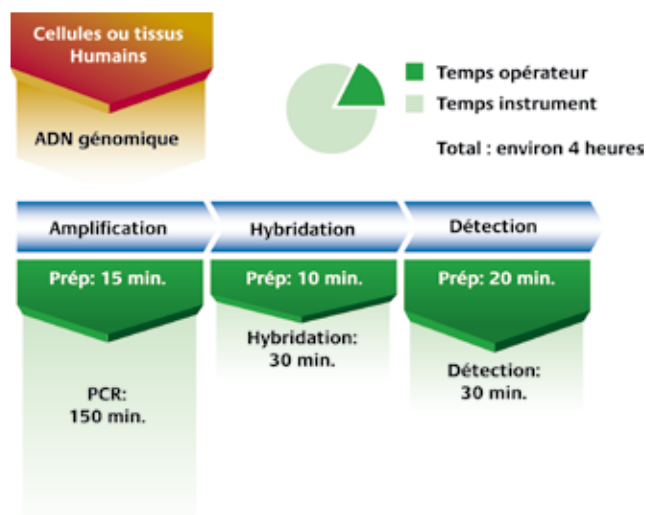 Cellules ou tissus
Humains
ADN génomique
Temps opérateur
Temps instrument
Total : environ 4 heures
Amplification
Hybridation
Détection
Prép: 15 min.
Prép: 10 min.
Prép: 20 min.
PCR:
150 min.
Hybridation:
30 min.
Détection:
30 min.